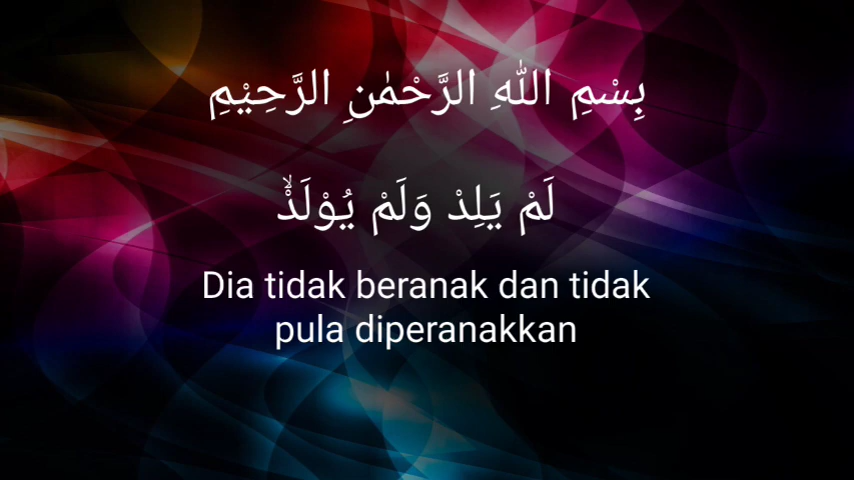 بِسْمِ اللّٰهِ الرَّحْمٰنِ الرَّحِيْمِ
لَمْ يَلِدْ وَلَمْ يُوْلَدْۙ
Dia tidak beranak dan tidak
pula diperanakkan